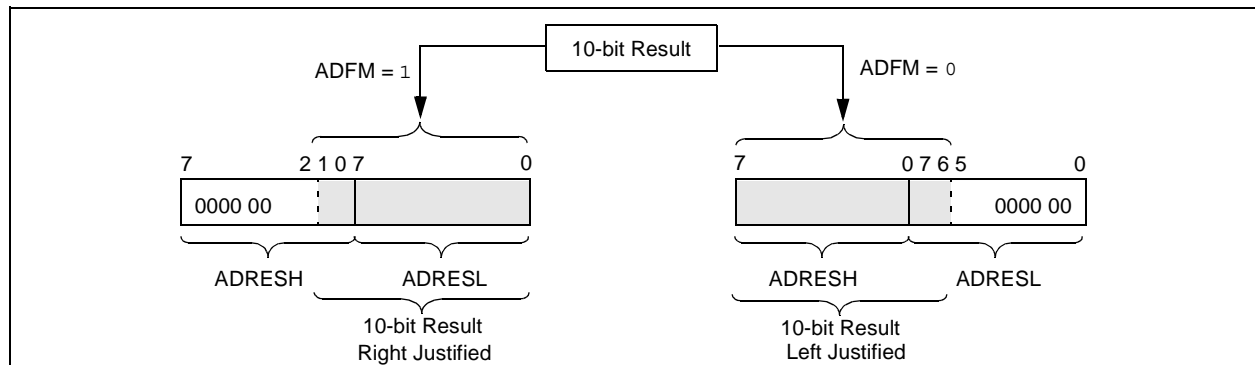 10-bit Result
ADFM = 1
ADFM = 0
7 2 1 0 7 0
7 0 7 6 5 0
0000 00
0000 00
ADRESH
ADRESL
ADRESH
ADRESL
10-bit Result
Right Justified
10-bit Result
Left Justified